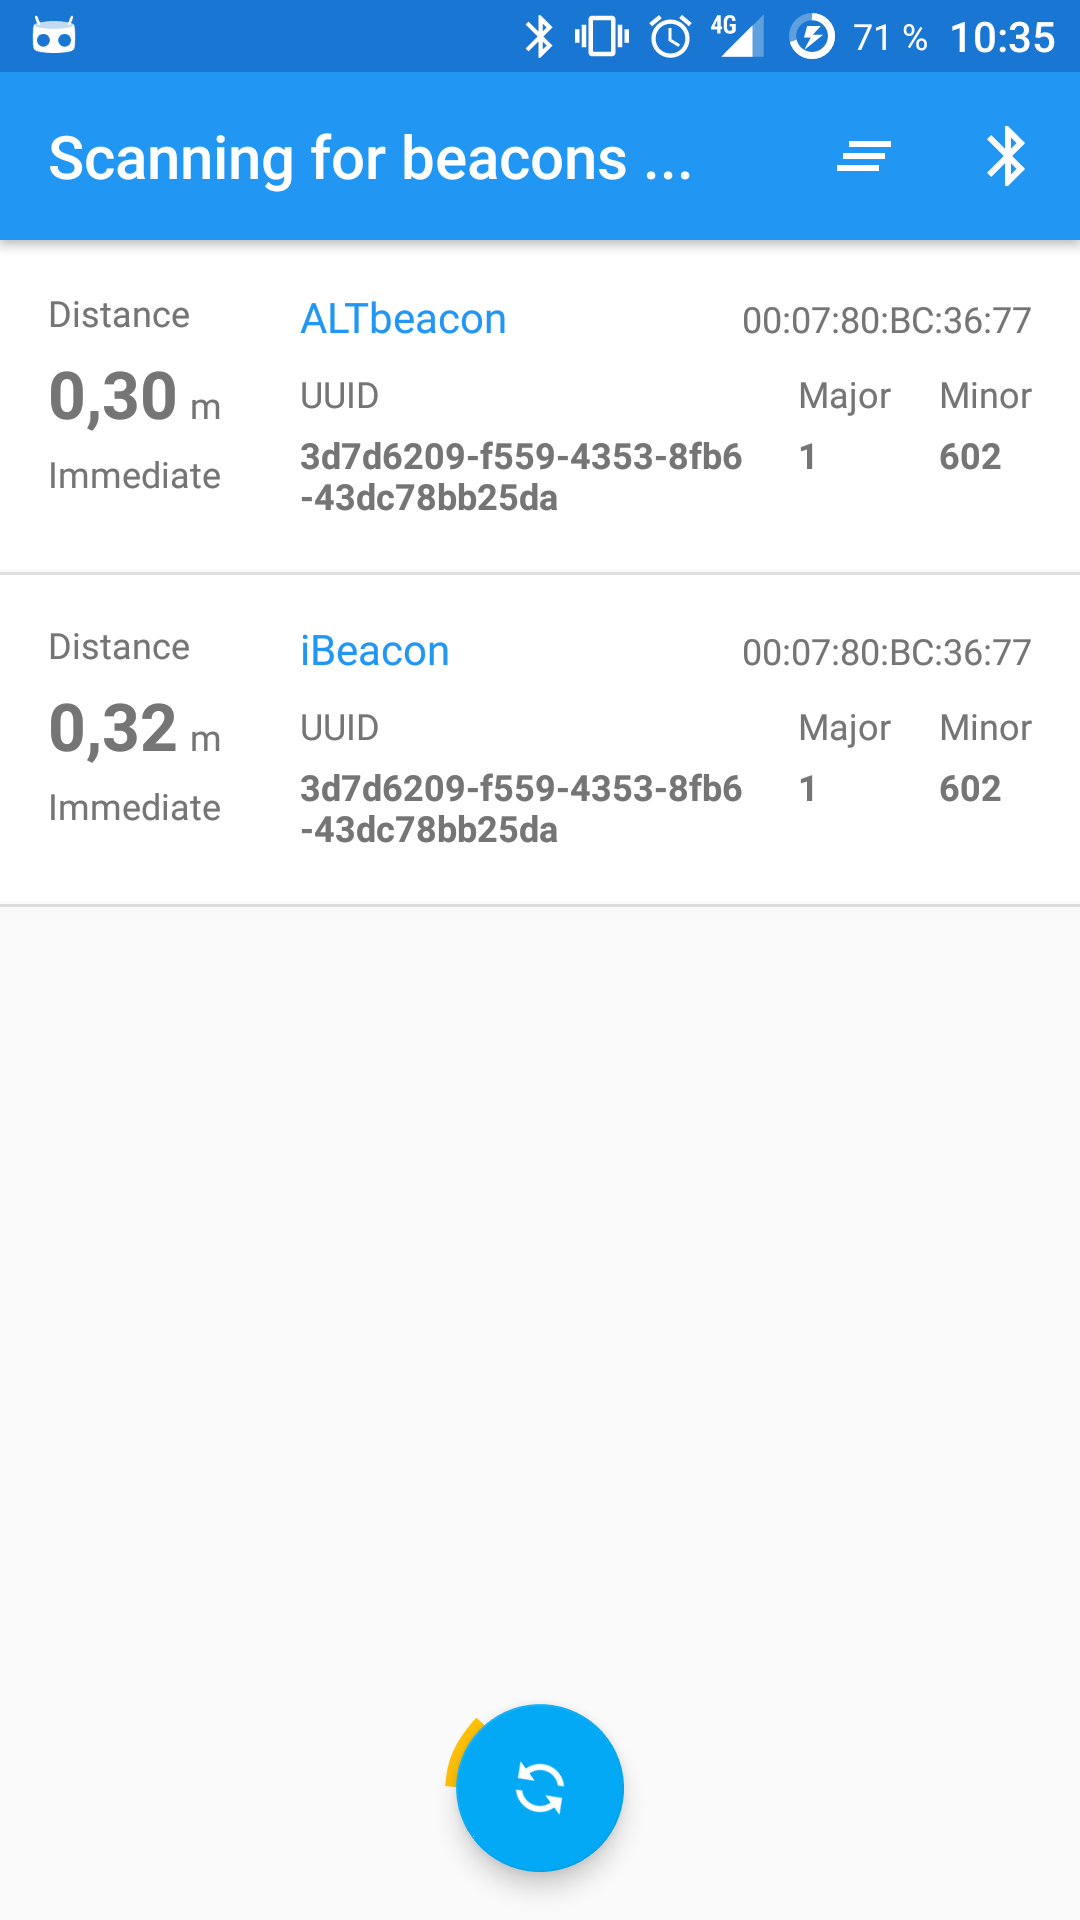 4G 71 % 10:35
Scanning for beacons ...
Distance ALTbeacon 00:07:80:BC:36:77
0,30 m UUID Major Minor
Immediate 3d7d6209-f559-4353-8fb6 1 602
-43dc78bb25da
Distance iBeacon 00:07:80:BC:36:77
0,32 m UUID Major Minor
Immediate 3d7d6209-f559-4353-8fb6 1 602
-43dc78bb25da